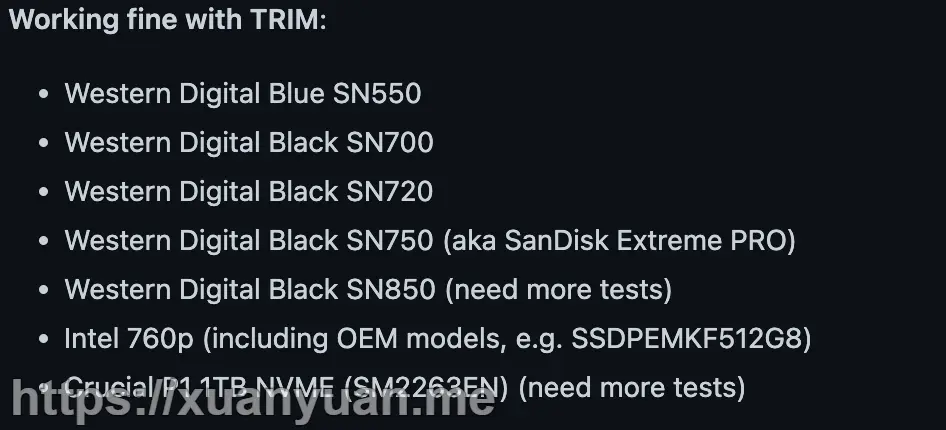 Working fine with TRIM:
• Western Digital Blue SN550
• Western Digital Black SN700
• Western Digital Black SN720
• Western Digital Black SN750 (aka SanDisk Extreme PRO)
• Western Digital Black SN850 (need more tests)
• Intel 760p (including OEM models, e.g. SSDPEMKF512G8)
• Crucial P1 1TB NVME (SM2263EN) (need more tests)
https://xuanyuan.me